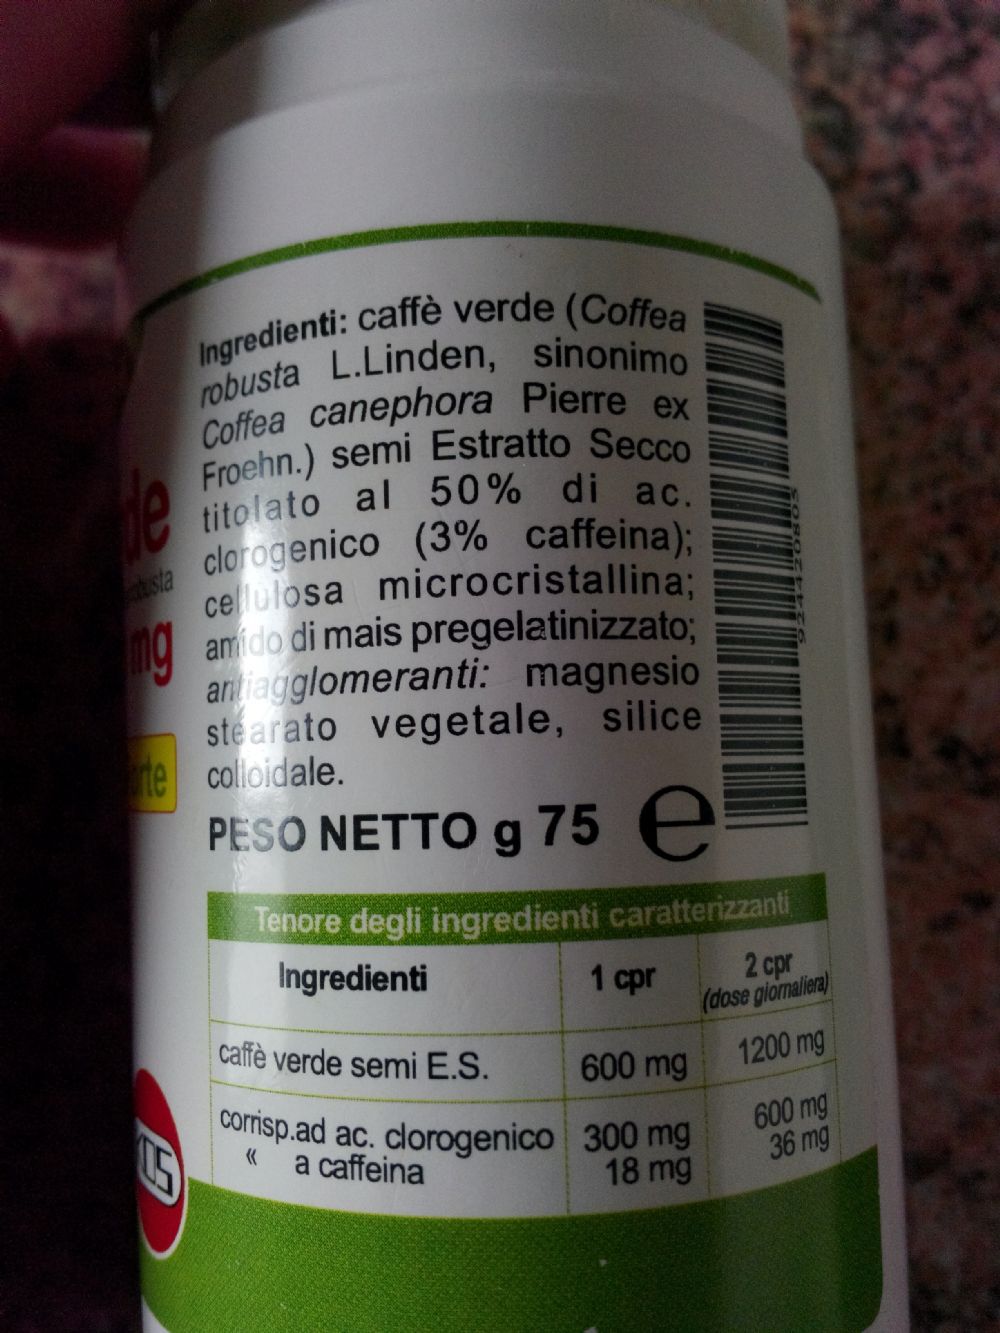 Ingredienti: caffè verde (Coffea
robusta L.Linden, sinonimo
Coffea canephora Pierre ex
Froehn.) semi Estratto Secco
titolato al 50% di ac.
clorogenico (3% caffeina);
cellulosa microcristallina;
amido di mais pregelatinizzato;
antiagglomeranti: magnesio
stearato vegetale, silice
colloidale.
PESO NETTO g 75 e
924420805
de
mg
Tenore degli ingredienti caratterizzanti
Ingredienti 1 cpr 2 cpr
(dose giornaliera)
caffè verde semi E.S. 600 mg 1200 mg
corrisp.ad ac. clorogenico 300 mg 600 mg
« a caffeina 18 mg 36 mg